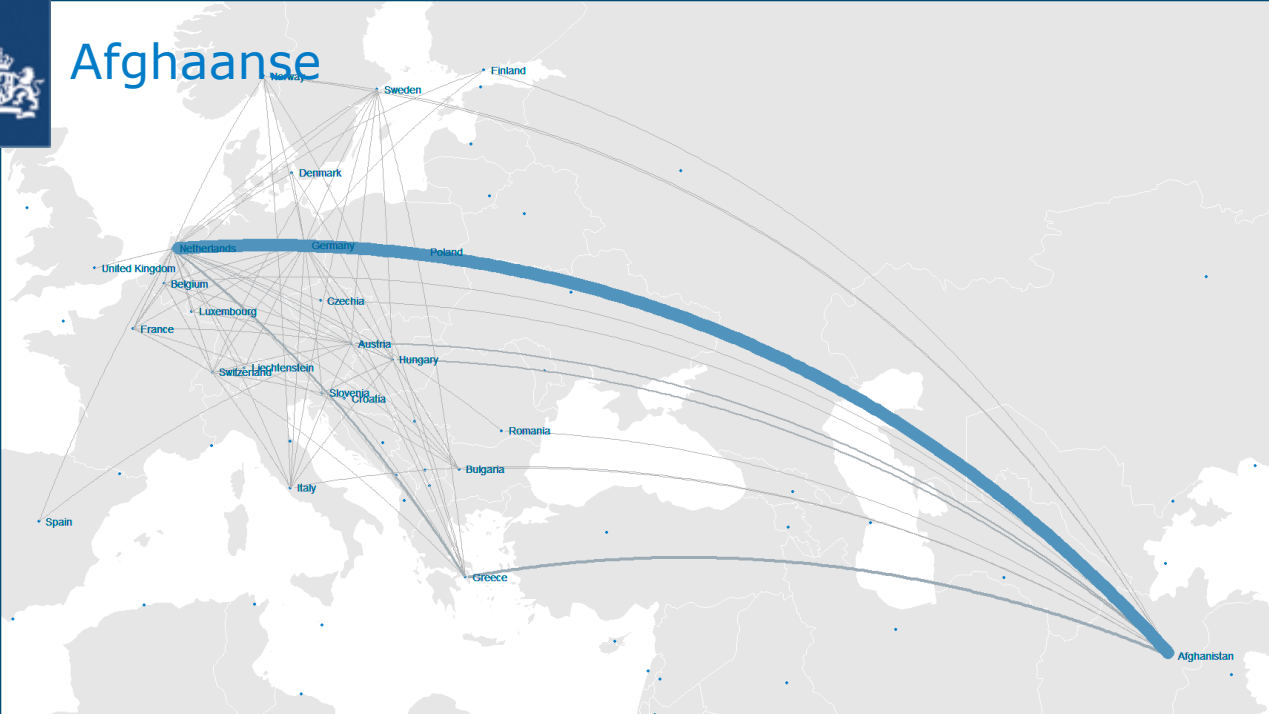 Afghaanse
Norway
Finland
Sweden
Denmark
Netherlands
Germany
Poland
United Kingdom
Belgium
Czechia
Luxembourg
France
Austria
Hungary
Liechtenstein
Switzerland
Slovenia
Croatia
Romania
Bulgaria
Italy
Spain
Greece
Afghanistan